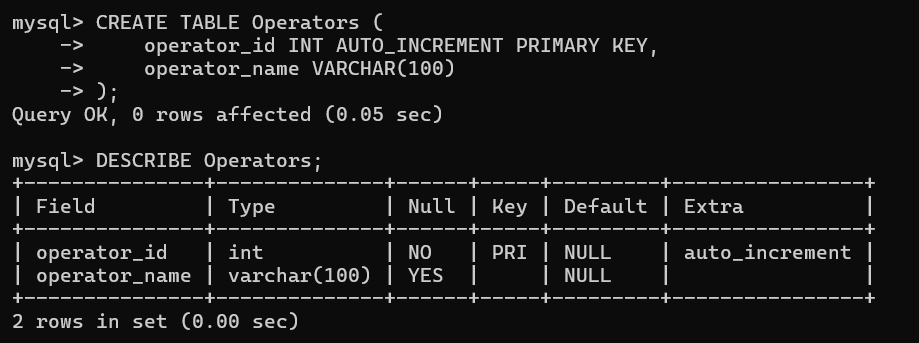 mysql> CREATE TABLE Operators (
    ->     operator_id INT AUTO_INCREMENT PRIMARY KEY,
    ->     operator_name VARCHAR(100)
    -> );
Query OK, 0 rows affected (0.05 sec)

mysql> DESCRIBE Operators;
+---------------+--------------+------+-----+---------+----------------+
| Field         | Type         | Null | Key | Default | Extra          |
+---------------+--------------+------+-----+---------+----------------+
| operator_id   | int          | NO   | PRI | NULL    | auto_increment |
| operator_name | varchar(100) | YES  |     | NULL    |                |
+---------------+--------------+------+-----+---------+----------------+
2 rows in set (0.00 sec)